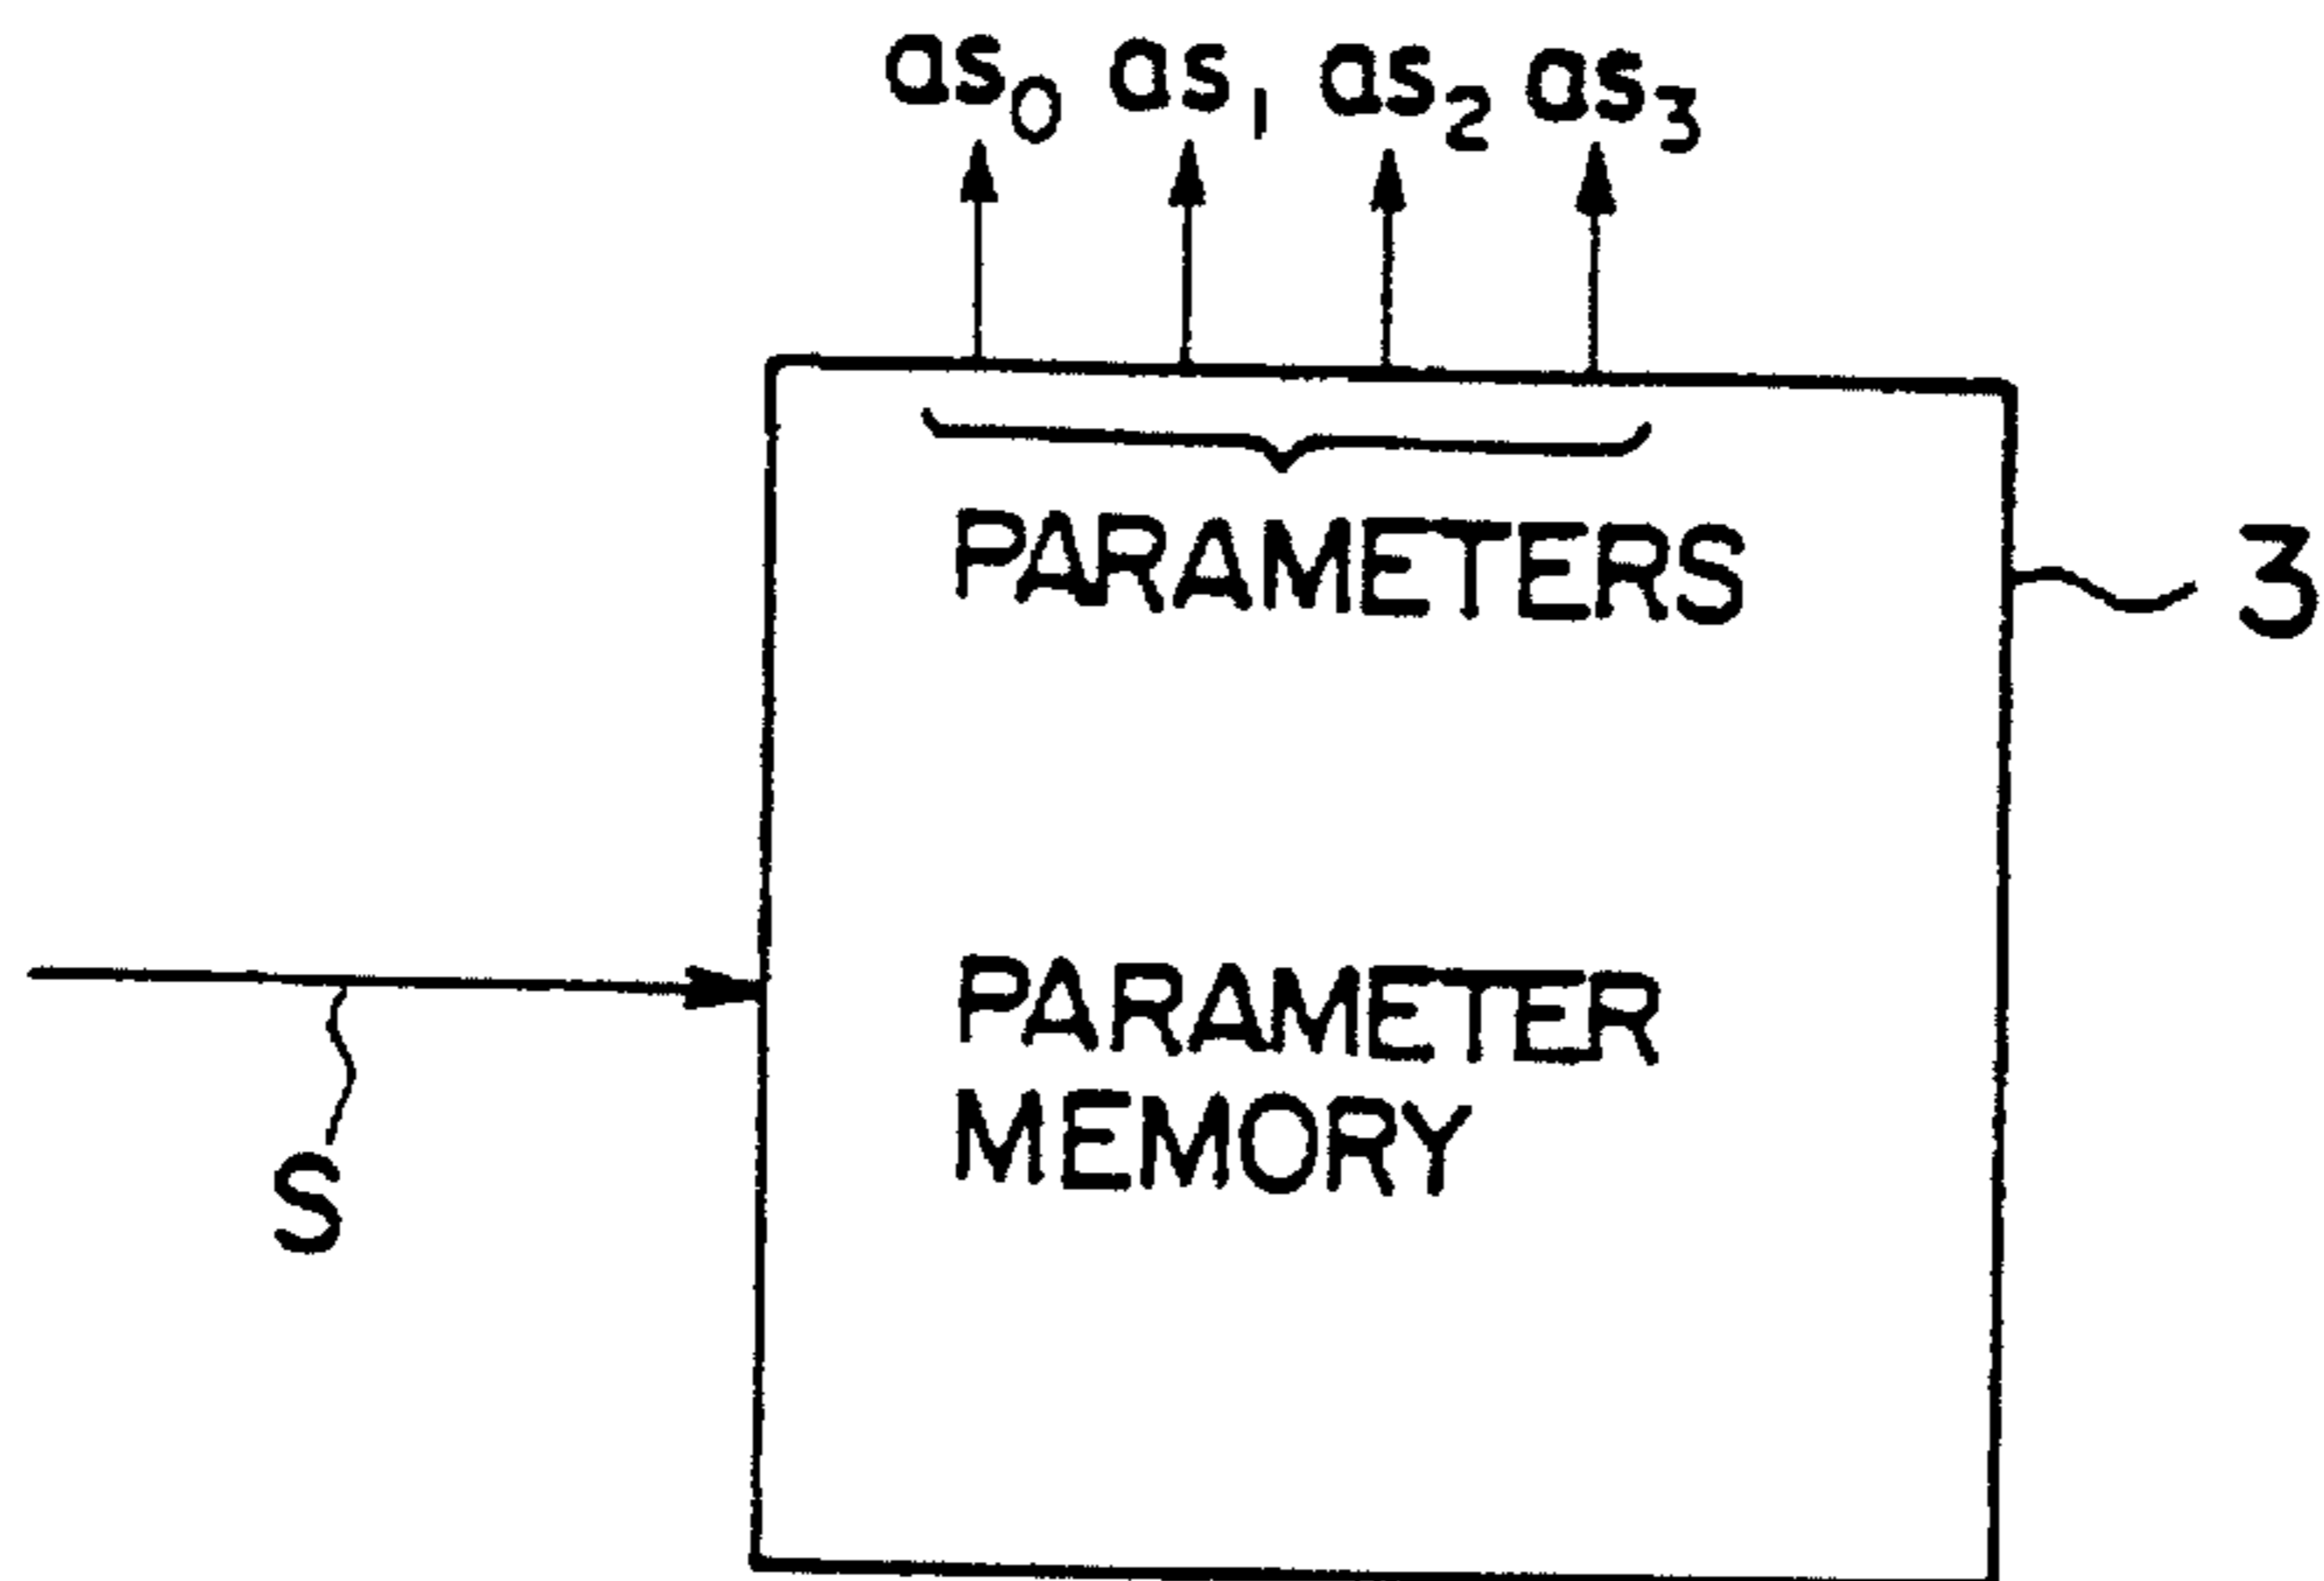 as₀ as₁ as₂ as₃
PARAMETERS
3
PARAMETER
MEMORY
S